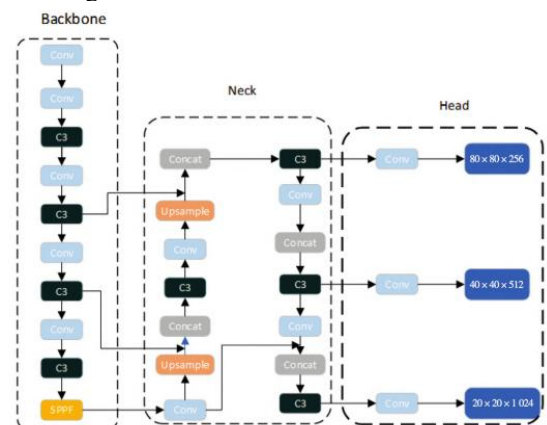 Backbone
Conv
Conv
C3
Conv
C3
Conv
C3
Conv
C3
SPPF
Neck
Concat
Upsample
Conv
C3
Concat
Upsample
Conv
C3
Conv
Concat
C3
Conv
Concat
C3
Head
Conv
80×80×256
Conv
40×40×512
Conv
20×20×1 024